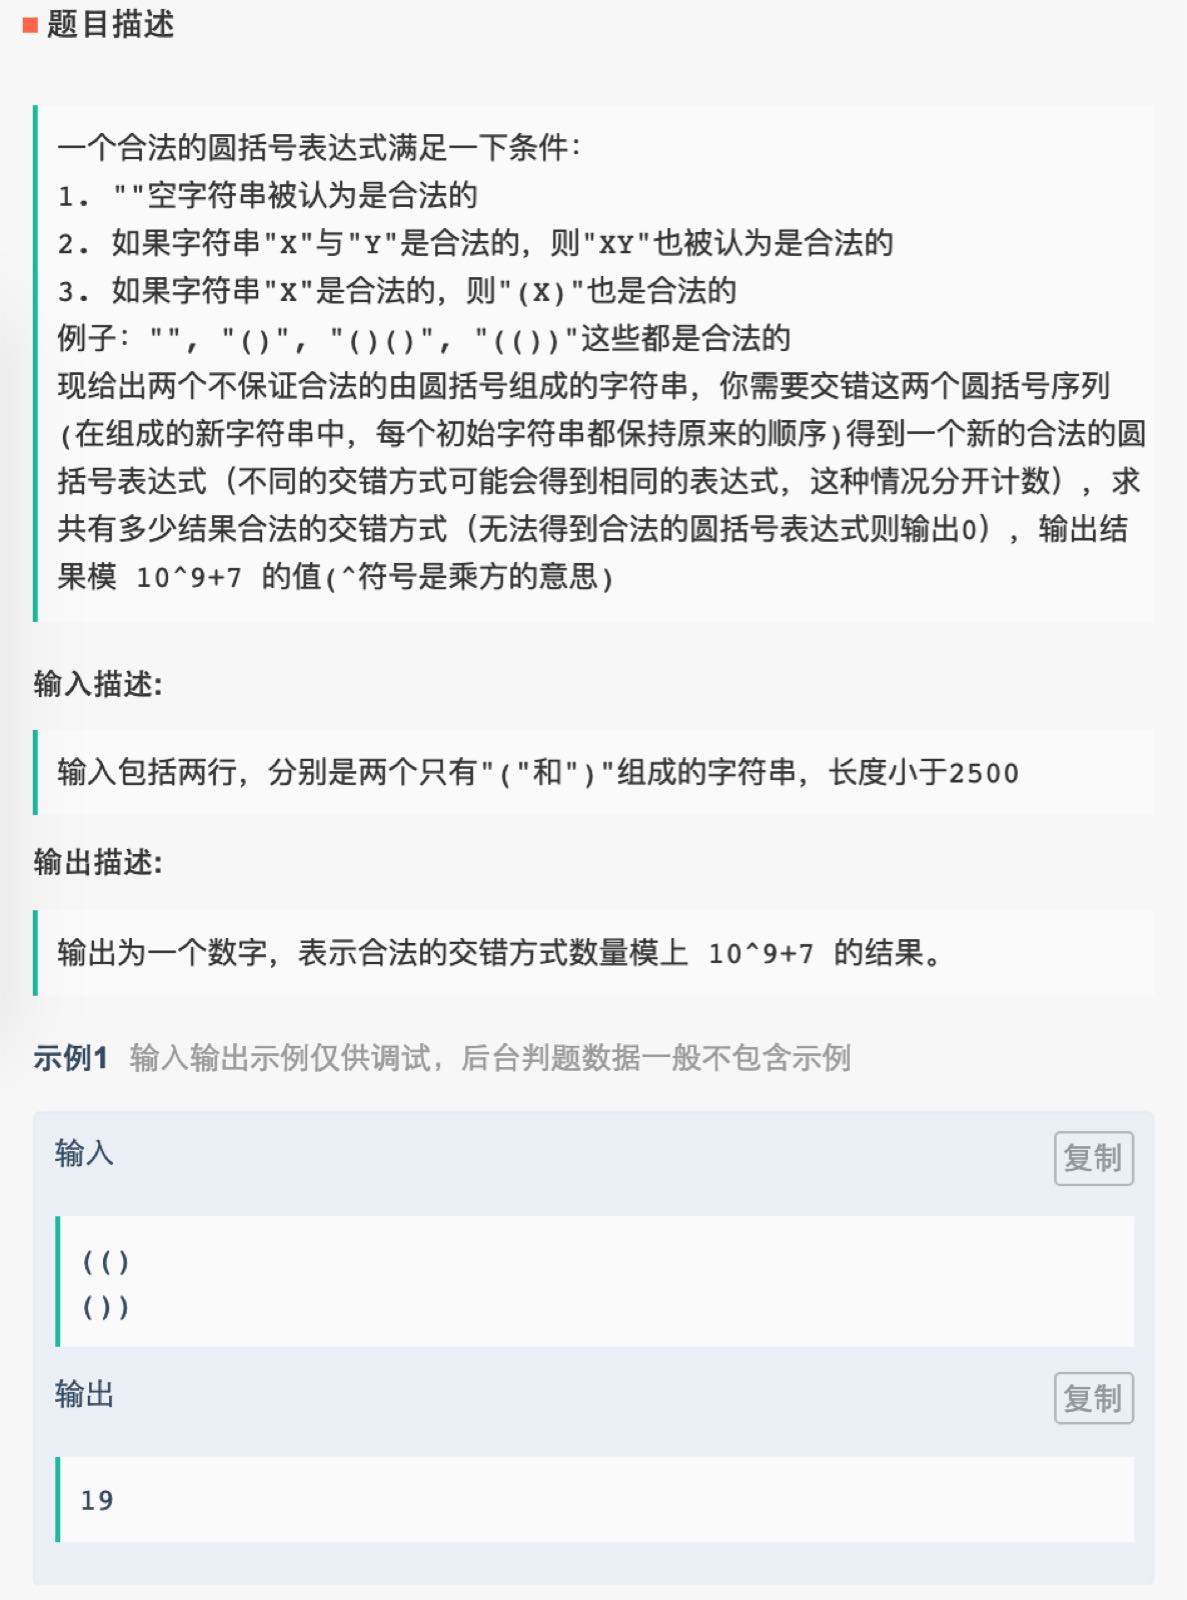 题目描述
一个合法的圆括号表达式满足一下条件：
1. ""空字符串被认为是合法的
2. 如果字符串"X"与"Y"是合法的，则"XY"也被认为是合法的
3. 如果字符串"X"是合法的，则"(X)"也是合法的
例子："", "()", "()()", "(())"这些都是合法的
现给出两个不保证合法的由圆括号组成的字符串，你需要交错这两个圆括号序列
(在组成的新字符串中，每个初始字符串都保持原来的顺序)得到一个新的合法的圆
括号表达式（不同的交错方式可能会得到相同的表达式，这种情况分开计数），求
共有多少结果合法的交错方式（无法得到合法的圆括号表达式则输出0），输出结
果模 10^9+7 的值(^符号是乘方的意思)
输入描述:
输入包括两行，分别是两个只有"("和")"组成的字符串，长度小于2500
输出描述:
输出为一个数字，表示合法的交错方式数量模上 10^9+7 的结果。
示例1 输入输出示例仅供调试，后台判题数据一般不包含示例
输入
复制
(()
())
输出
复制
19